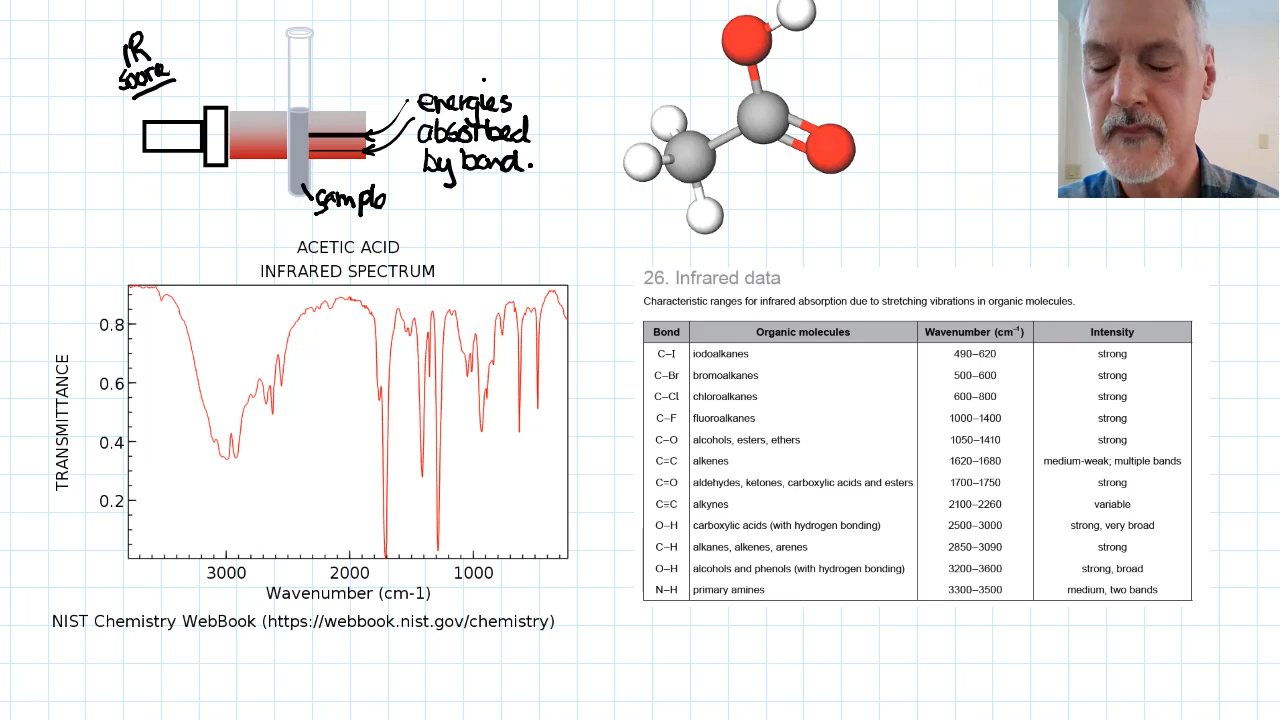 IR
source
energies
absorbed
by bond.
sample
ACETIC ACID
INFRARED SPECTRUM
TRANSMITTANCE
0.8
0.6
0.4
0.2
3000 2000 1000
Wavenumber (cm-1)
NIST Chemistry WebBook (https://webbook.nist.gov/chemistry)
26. Infrared data
Characteristic ranges for infrared absorption due to stretching vibrations in organic molecules.
Bond Organic molecules Wavenumber (cm⁻¹) Intensity
C–I iodoalkanes 490–620 strong
C–Br bromoalkanes 500–600 strong
C–Cl chloroalkanes 600–800 strong
C–F fluoroalkanes 1000–1400 strong
C–O alcohols, esters, ethers 1050–1410 strong
C=C alkenes 1620–1680 medium-weak; multiple bands
C=O aldehydes, ketones, carboxylic acids and esters 1700–1750 strong
C≡C alkynes 2100–2260 variable
O–H carboxylic acids (with hydrogen bonding) 2500–3000 strong, very broad
C–H alkanes, alkenes, arenes 2850–3090 strong
O–H alcohols and phenols (with hydrogen bonding) 3200–3600 strong, broad
N–H primary amines 3300–3500 medium, two bands